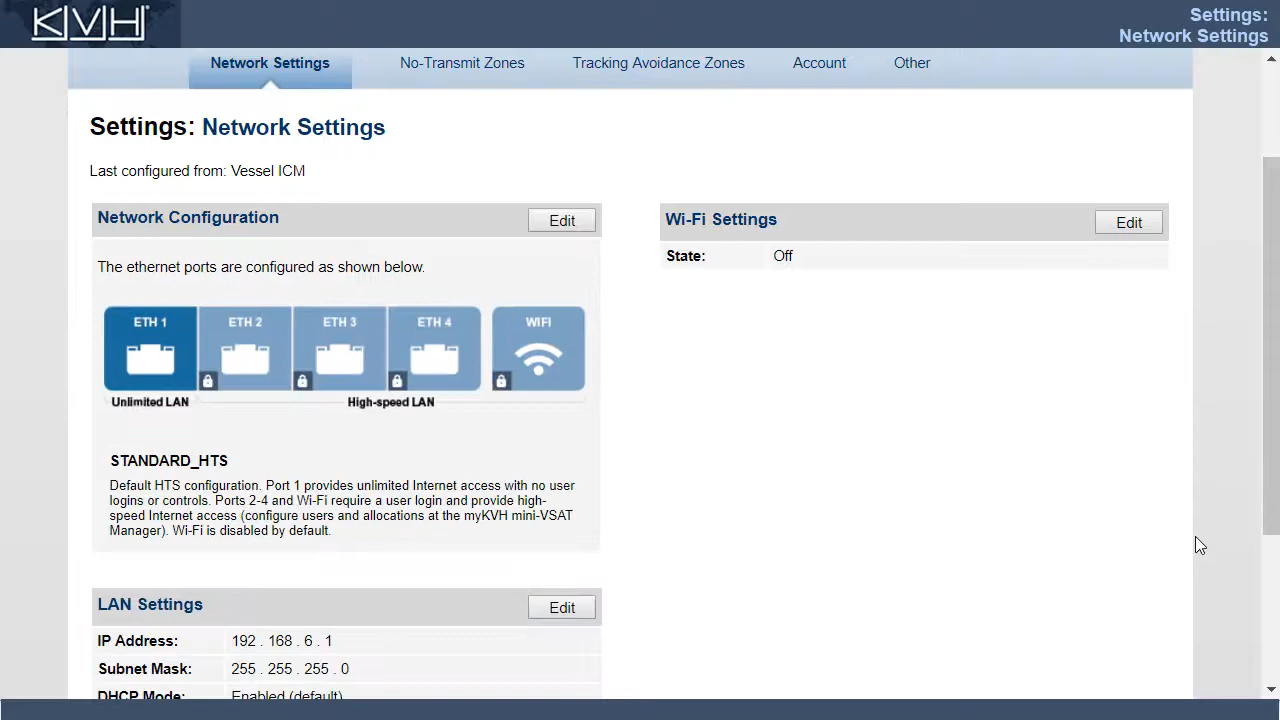 KVH
Settings:
Network Settings
Network Settings
No-Transmit Zones
Tracking Avoidance Zones
Account
Other
Settings: Network Settings
Last configured from: Vessel ICM
Network Configuration
Edit
The ethernet ports are configured as shown below.
ETH 1
ETH 2
ETH 3
ETH 4
WIFI
Unlimited LAN
High-speed LAN
STANDARD_HTS
Default HTS configuration. Port 1 provides unlimited Internet access with no user
logins or controls. Ports 2-4 and Wi-Fi require a user login and provide high-
speed Internet access (configure users and allocations at the myKVH mini-VSAT
Manager). Wi-Fi is disabled by default.
Wi-Fi Settings
Edit
State: Off
LAN Settings
Edit
IP Address: 192 . 168 . 6 . 1
Subnet Mask: 255 . 255 . 255 . 0
DHCP Mode: Enabled (default)